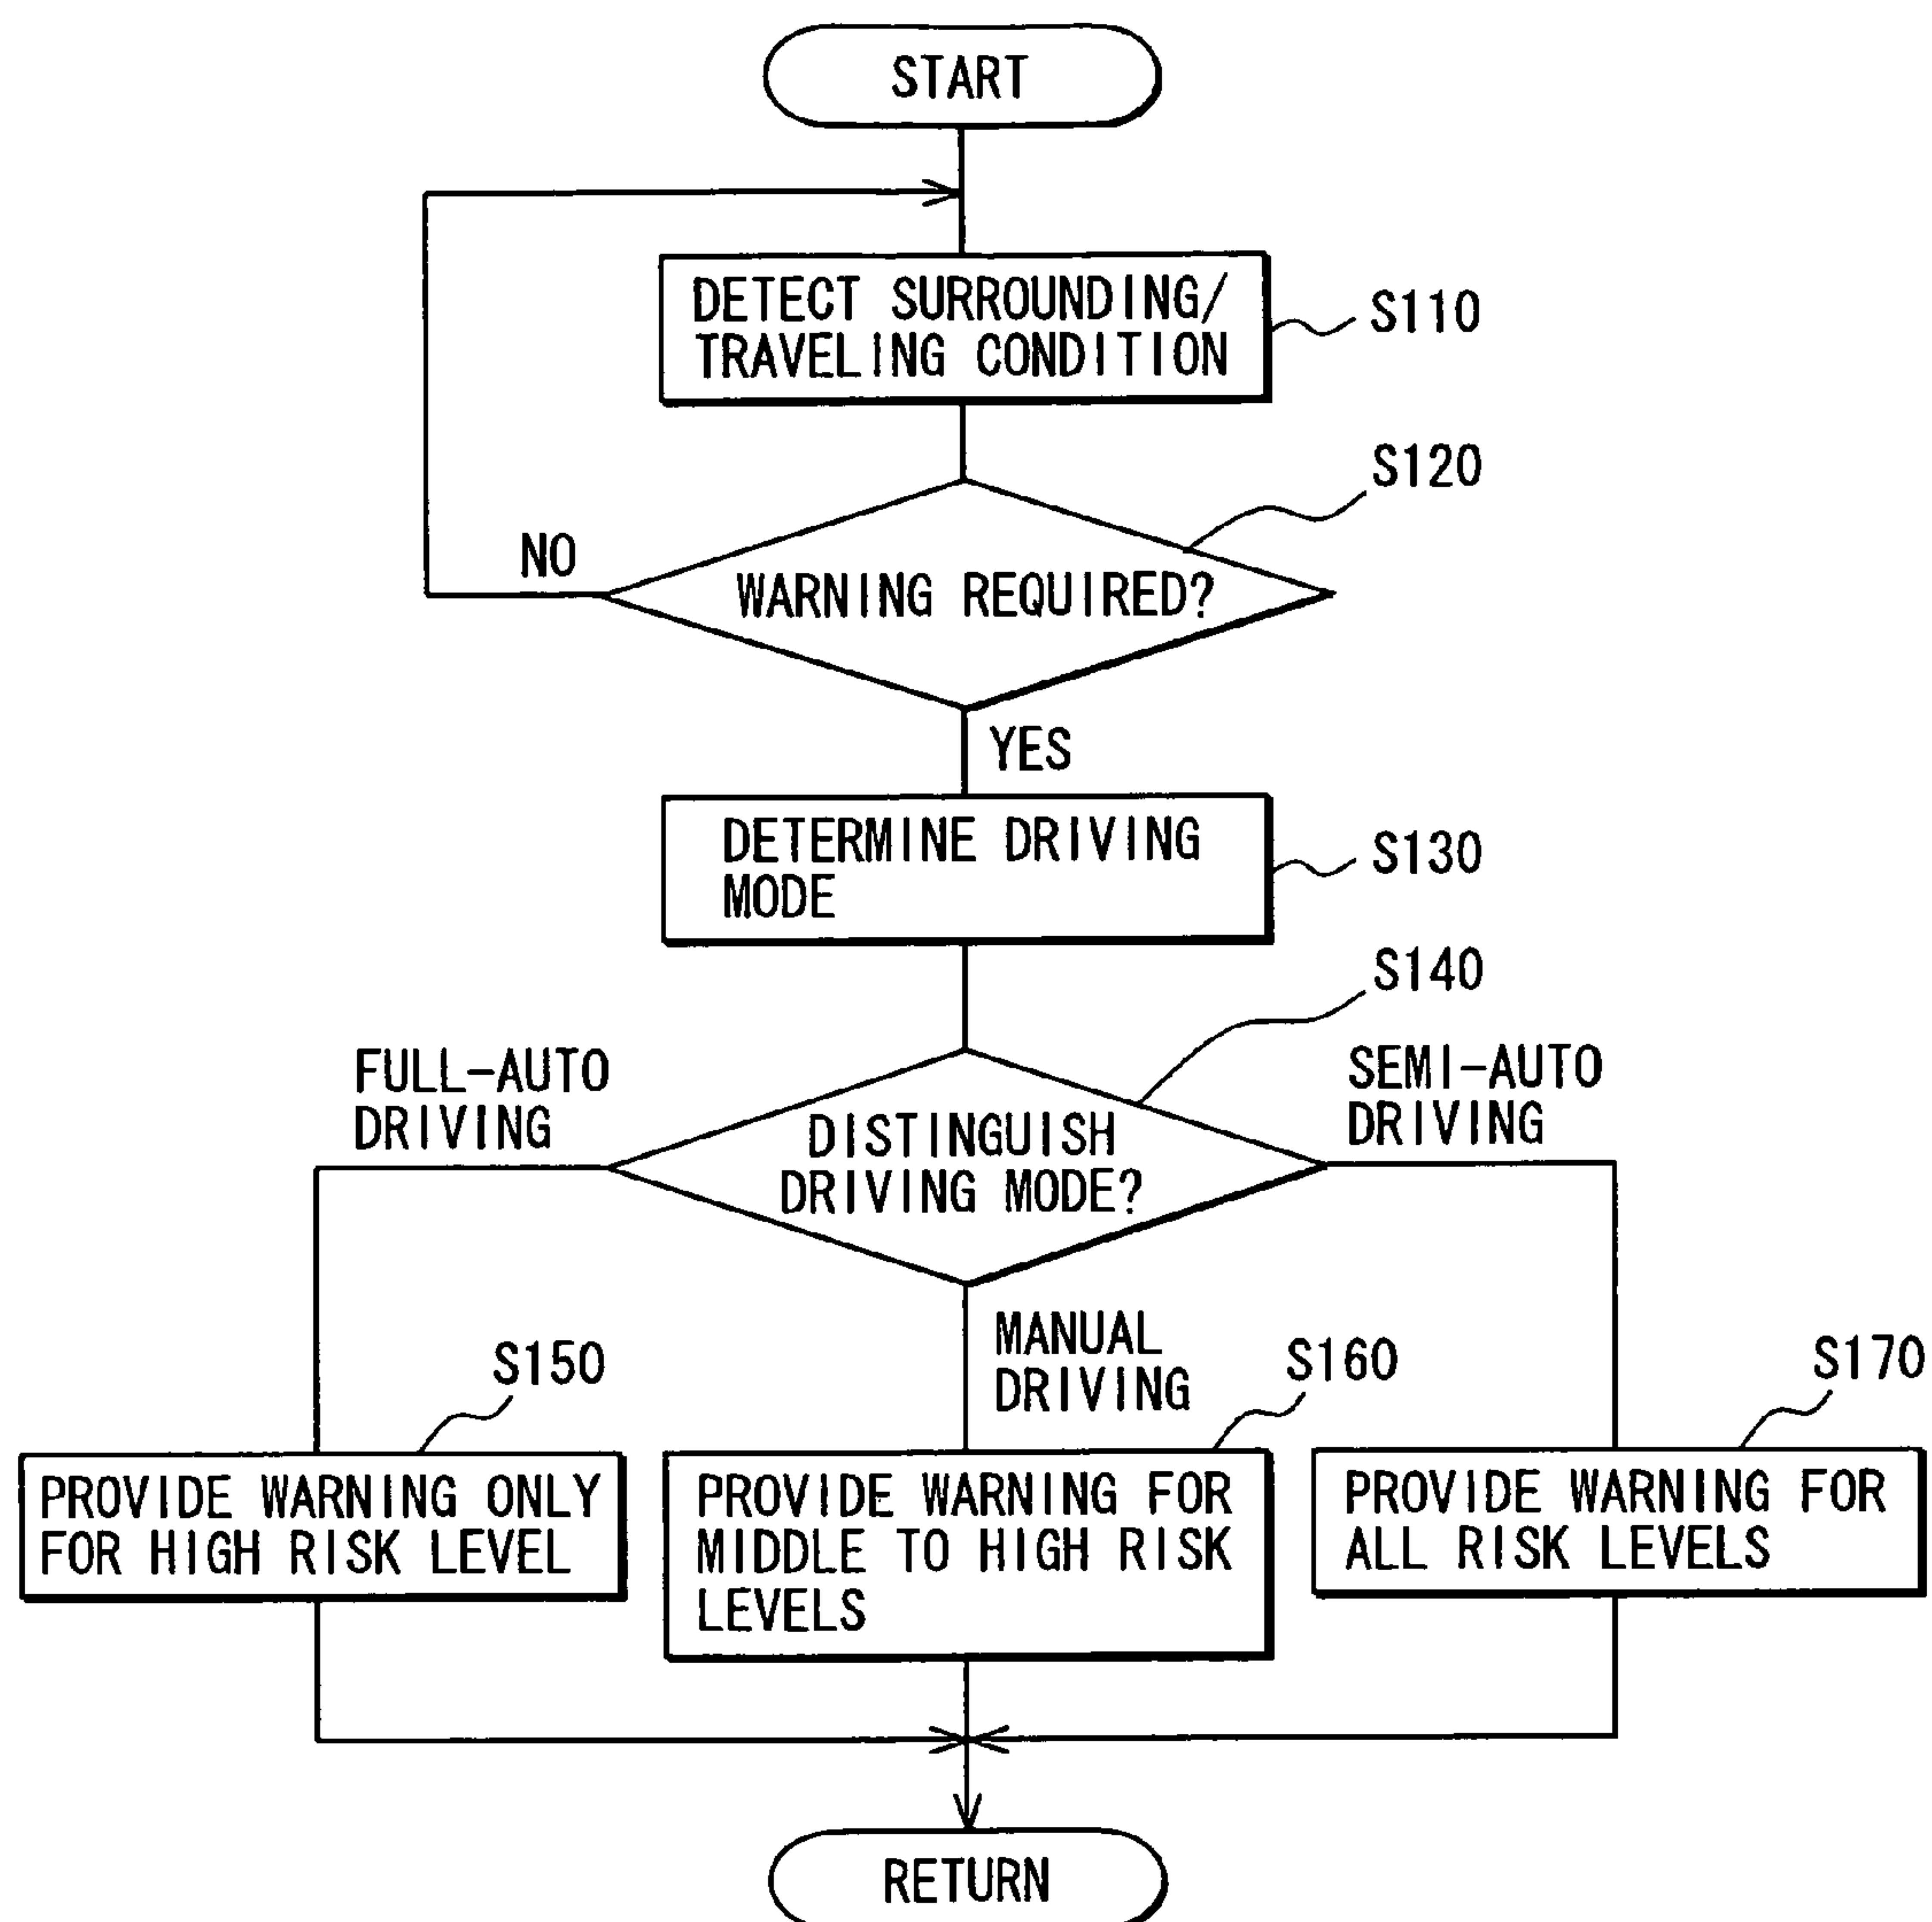 START
DETECT SURROUNDING/
TRAVELING CONDITION
S110
S120
NO
WARNING REQUIRED?
YES
DETERMINE DRIVING
MODE
S130
S140
FULL-AUTO
DRIVING
SEMI-AUTO
DRIVING
DISTINGUISH
DRIVING MODE?
MANUAL
DRIVING
S150
S160
S170
PROVIDE WARNING ONLY
FOR HIGH RISK LEVEL
PROVIDE WARNING FOR
MIDDLE TO HIGH RISK
LEVELS
PROVIDE WARNING FOR
ALL RISK LEVELS
RETURN